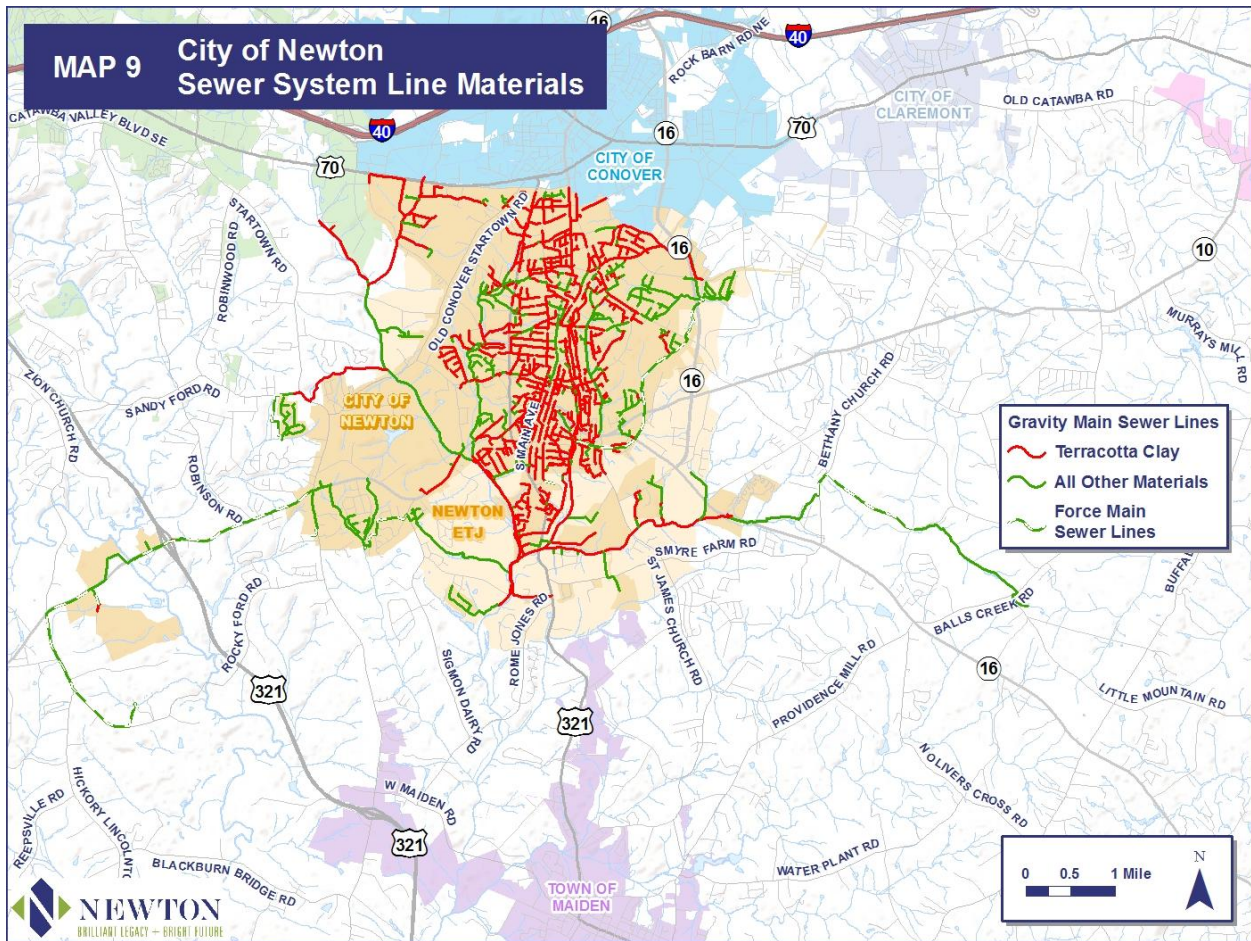 MAP 9
City of Newton
Sewer System Line Materials
16
ROCK BARN RD NE
40
CITY OF
CLAREMONT
OLD CATAWBA RD
CATAWBA VALLEY BLVD SE
40
16
70
70
CITY OF
CONOVER
STARTOWN RD
ROBINWOOD RD
OLD CONOVER STARTOWN RD
16
10
MURRAYS MILL RD
ZION CHURCH RD
SANDY FORD RD
CITY OF
NEWTON
S MAIN AVE
16
BETHANY CHURCH RD
Gravity Main Sewer Lines
Terracotta Clay
All Other Materials
Force Main
Sewer Lines
ROBINSON RD
NEWTON
ETJ
SMYRE FARM RD
ST JAMES CHURCH RD
BUFFAL
BALLS CREEK RD
ROCKY FORD RD
ROME JONES RD
SIGMON DAIRY RD
PROVIDENCE MILL RD
16
LITTLE MOUNTAIN RD
321
321
N OLIVERS CROSS RD
HICKORY LINCOLNTO
REEPSVILLE RD
W MAIDEN RD
321
BLACKBURN BRIDGE RD
WATER PLANT RD
TOWN OF
MAIDEN
0 0.5 1 Mile
N
N NEWTON
BRILLIANT LEGACY + BRIGHT FUTURE